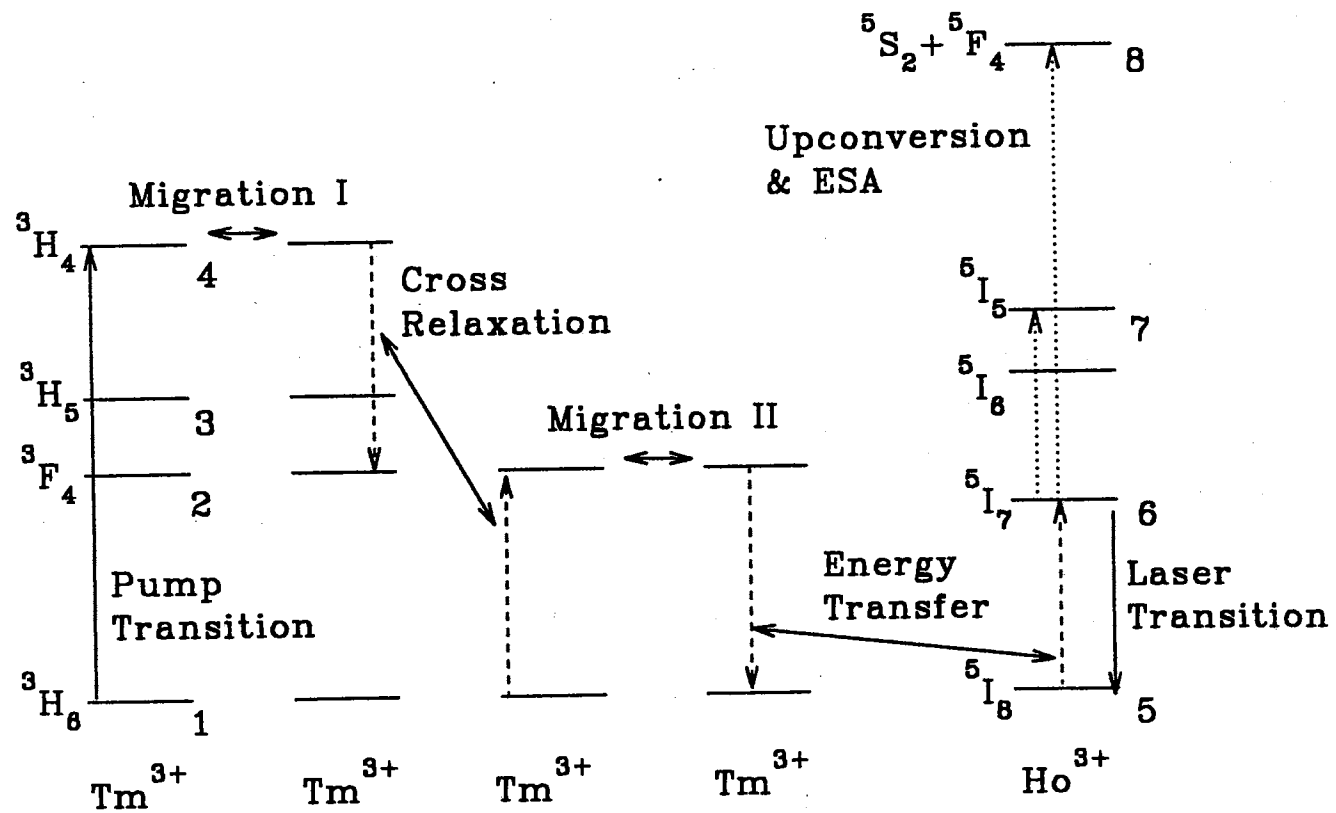 ⁵S₂+⁵F₄
8
Upconversion
& ESA
Migration I
³H₄
4
Cross
Relaxation
⁵I₅
7
³H₅
3
⁵I₆
Migration II
³F₄
2
⁵I₇
6
Pump
Transition
Energy
Transfer
Laser
Transition
³H₆
1
⁵I₈
5
Tm³⁺
Tm³⁺
Tm³⁺
Tm³⁺
Ho³⁺